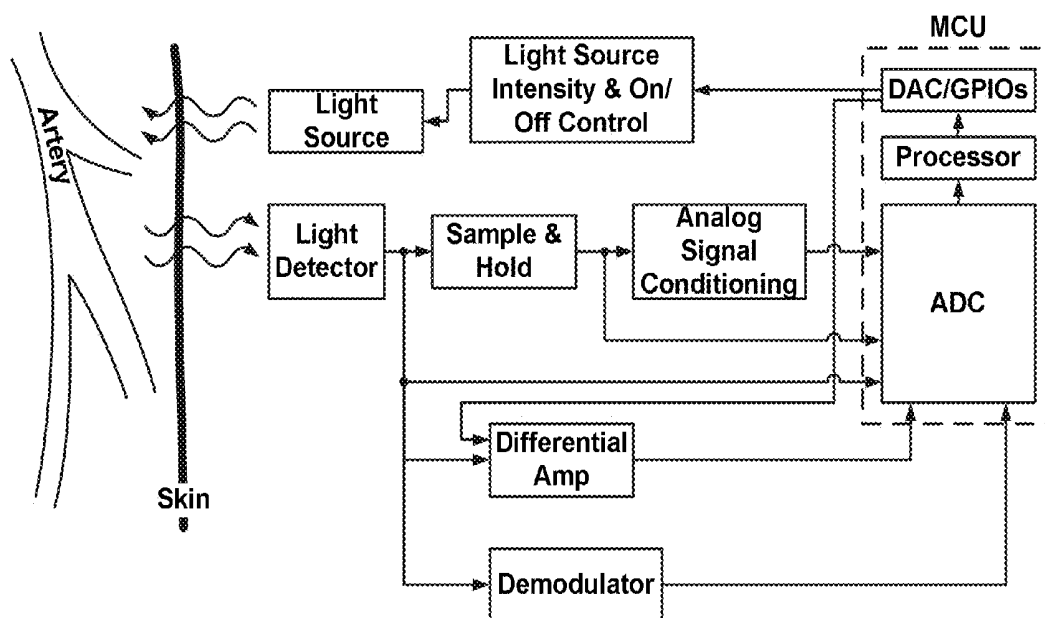 MCU
Light Source
Intensity & On/
Off Control
DAC/GPIOs
Light
Source
Processor
Artery
Light
Detector
Sample &
Hold
Analog
Signal
Conditioning
ADC
Differential
Amp
Skin
Demodulator